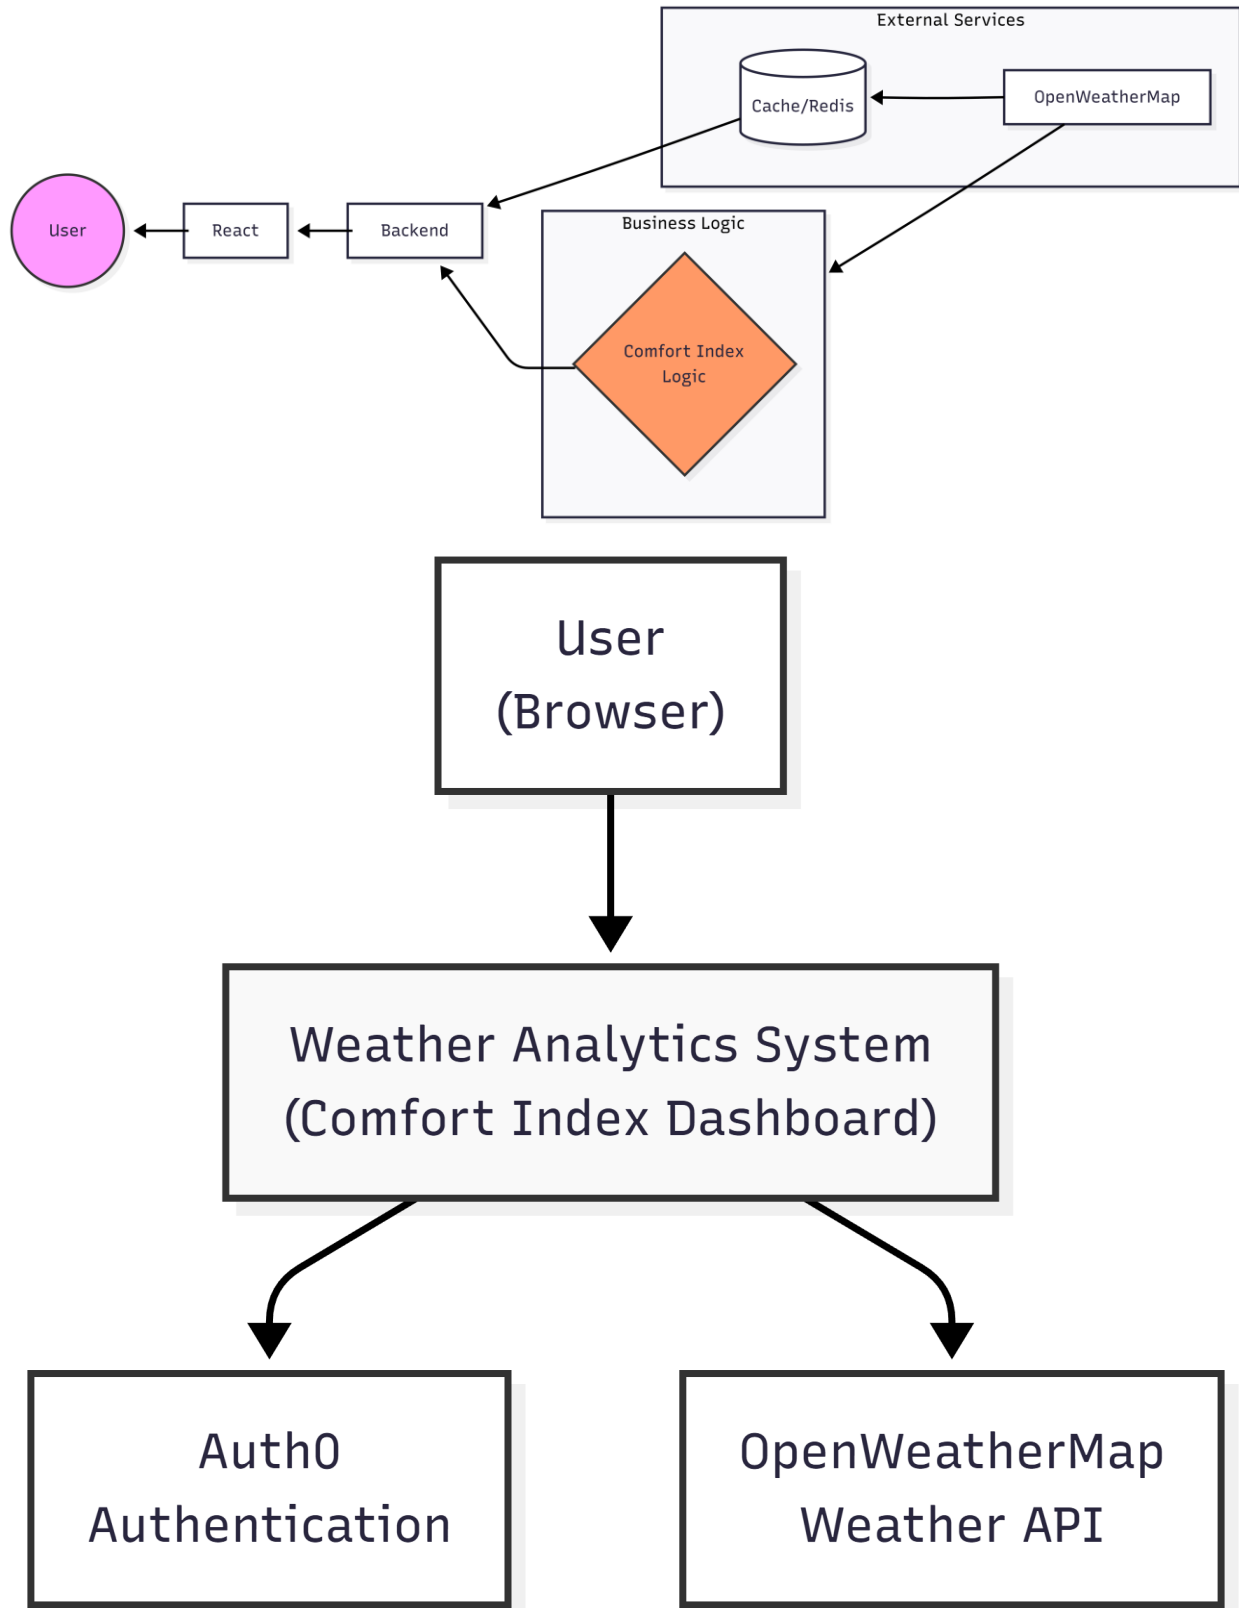 External Services
Cache/Redis
OpenWeatherMap
User
React
Backend
Business Logic
Comfort Index
Logic
User
(Browser)
Weather Analytics System
(Comfort Index Dashboard)
Auth0
Authentication
OpenWeatherMap
Weather API